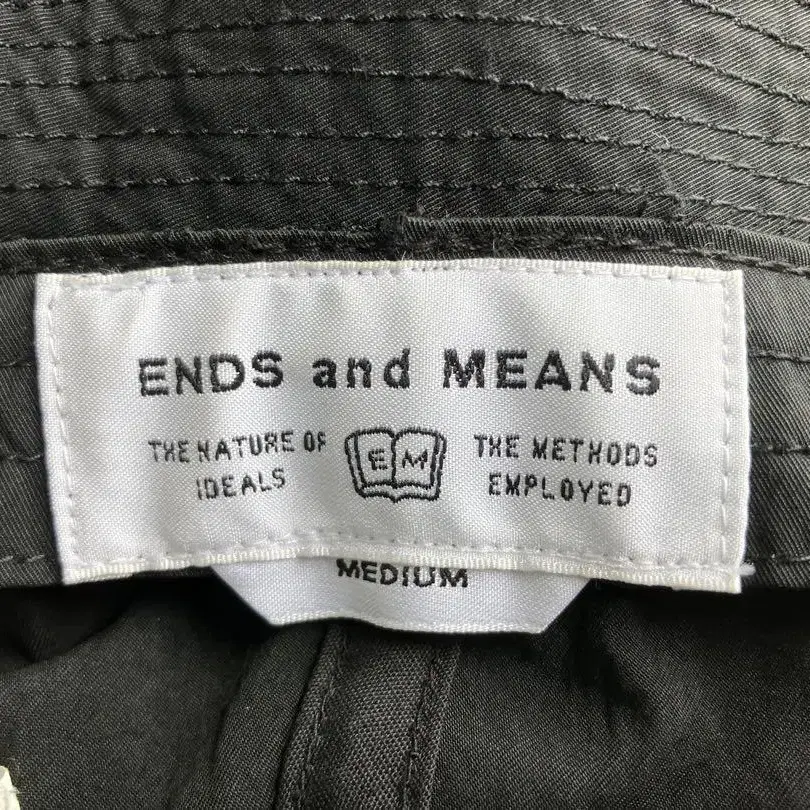 ENDS and MEANS
THE NATURE OF
IDEALS
E M
THE METHODS
EMPLOYED
MEDIUM